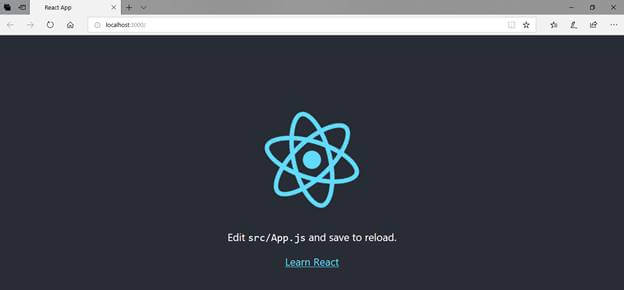 React App
localhost:3000/
Edit src/App.js and save to reload.
Learn React